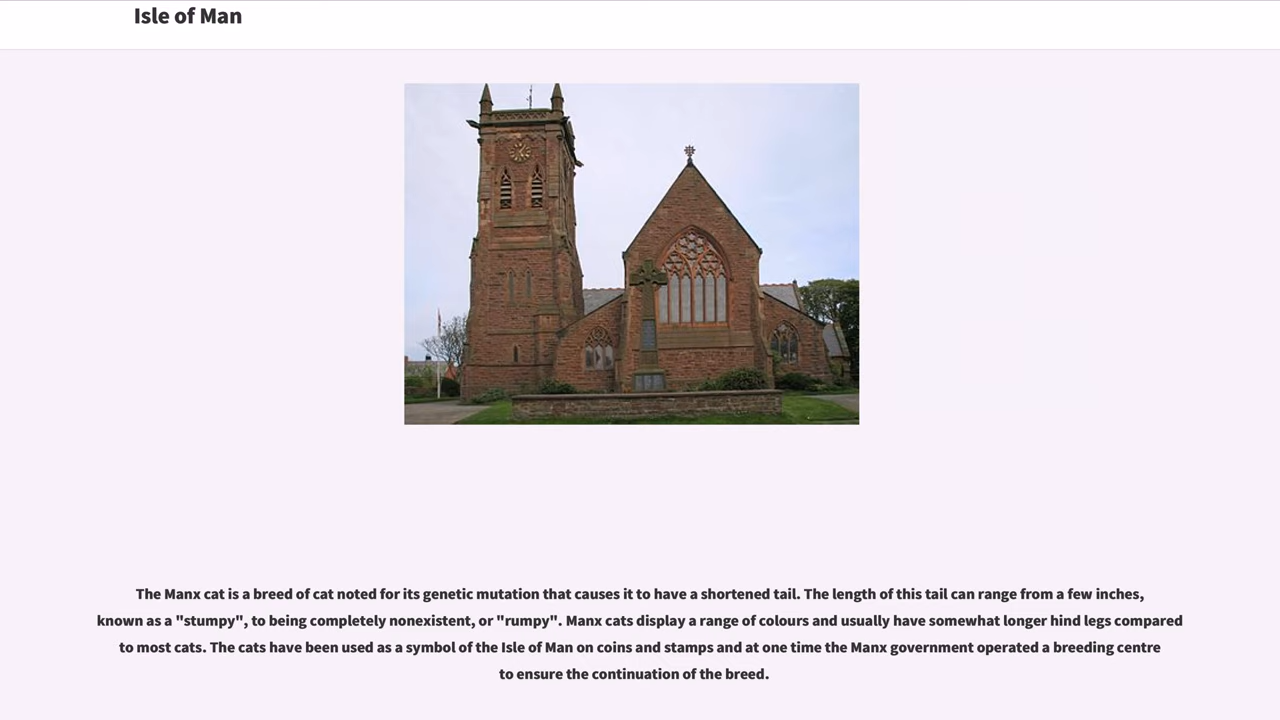 Isle of Man
The Manx cat is a breed of cat noted for its genetic mutation that causes it to have a shortened tail. The length of this tail can range from a few inches,
known as a "stumpy", to being completely nonexistent, or "rumpy". Manx cats display a range of colours and usually have somewhat longer hind legs compared
to most cats. The cats have been used as a symbol of the Isle of Man on coins and stamps and at one time the Manx government operated a breeding centre
to ensure the continuation of the breed.